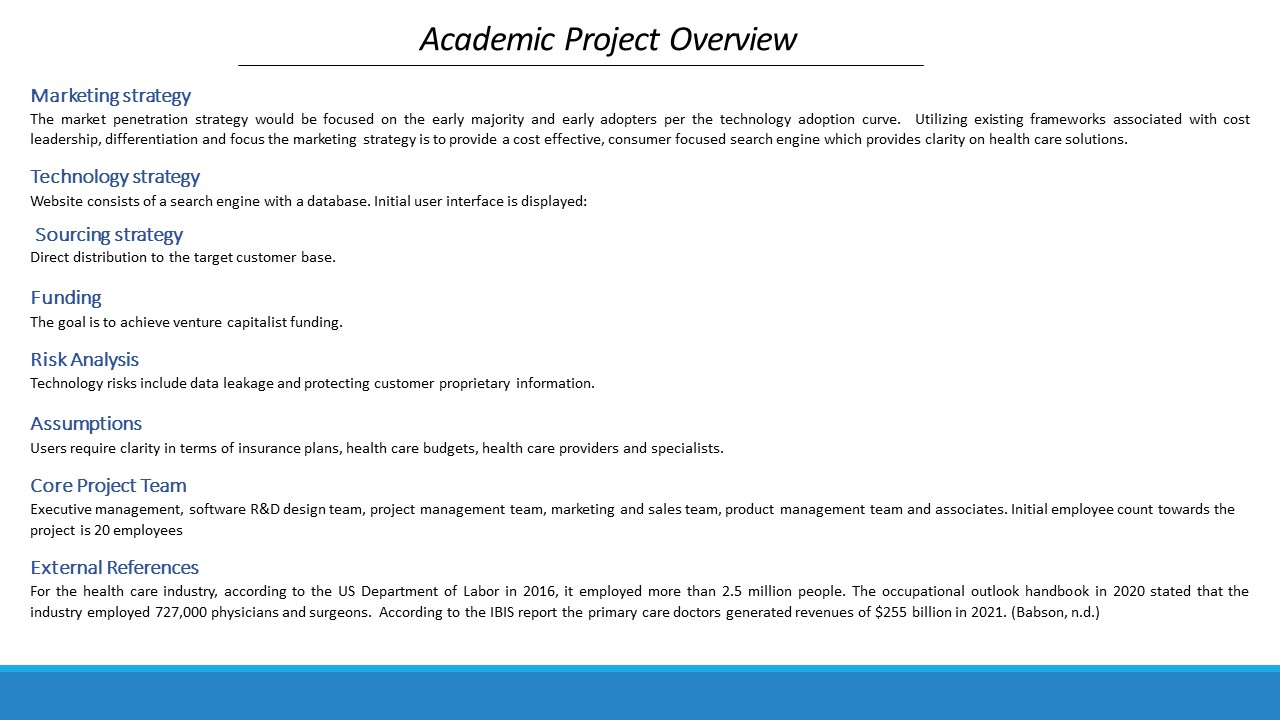 Academic Project Overview
Marketing strategy
The market penetration strategy would be focused on the early majority and early adopters per the technology adoption curve. Utilizing existing frameworks associated with cost
leadership, differentiation and focus the marketing strategy is to provide a cost effective, consumer focused search engine which provides clarity on health care solutions.
Technology strategy
Website consists of a search engine with a database. Initial user interface is displayed:
Sourcing strategy
Direct distribution to the target customer base.
Funding
The goal is to achieve venture capitalist funding.
Risk Analysis
Technology risks include data leakage and protecting customer proprietary information.
Assumptions
Users require clarity in terms of insurance plans, health care budgets, health care providers and specialists.
Core Project Team
Executive management, software R&D design team, project management team, marketing and sales team, product management team and associates. Initial employee count towards the
project is 20 employees
External References
For the health care industry, according to the US Department of Labor in 2016, it employed more than 2.5 million people. The occupational outlook handbook in 2020 stated that the
industry employed 727,000 physicians and surgeons. According to the IBIS report the primary care doctors generated revenues of $255 billion in 2021. (Babson, n.d.)